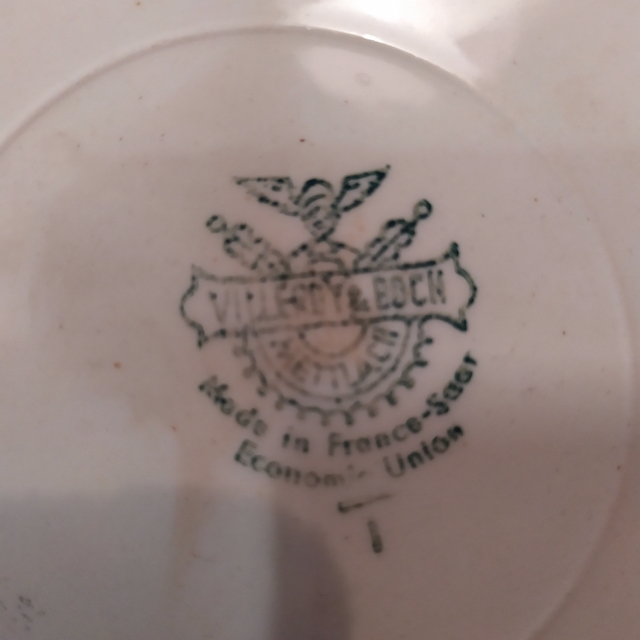 VILLEROY & BOCH
METTLACH
Made in France-Saar
Economic Union